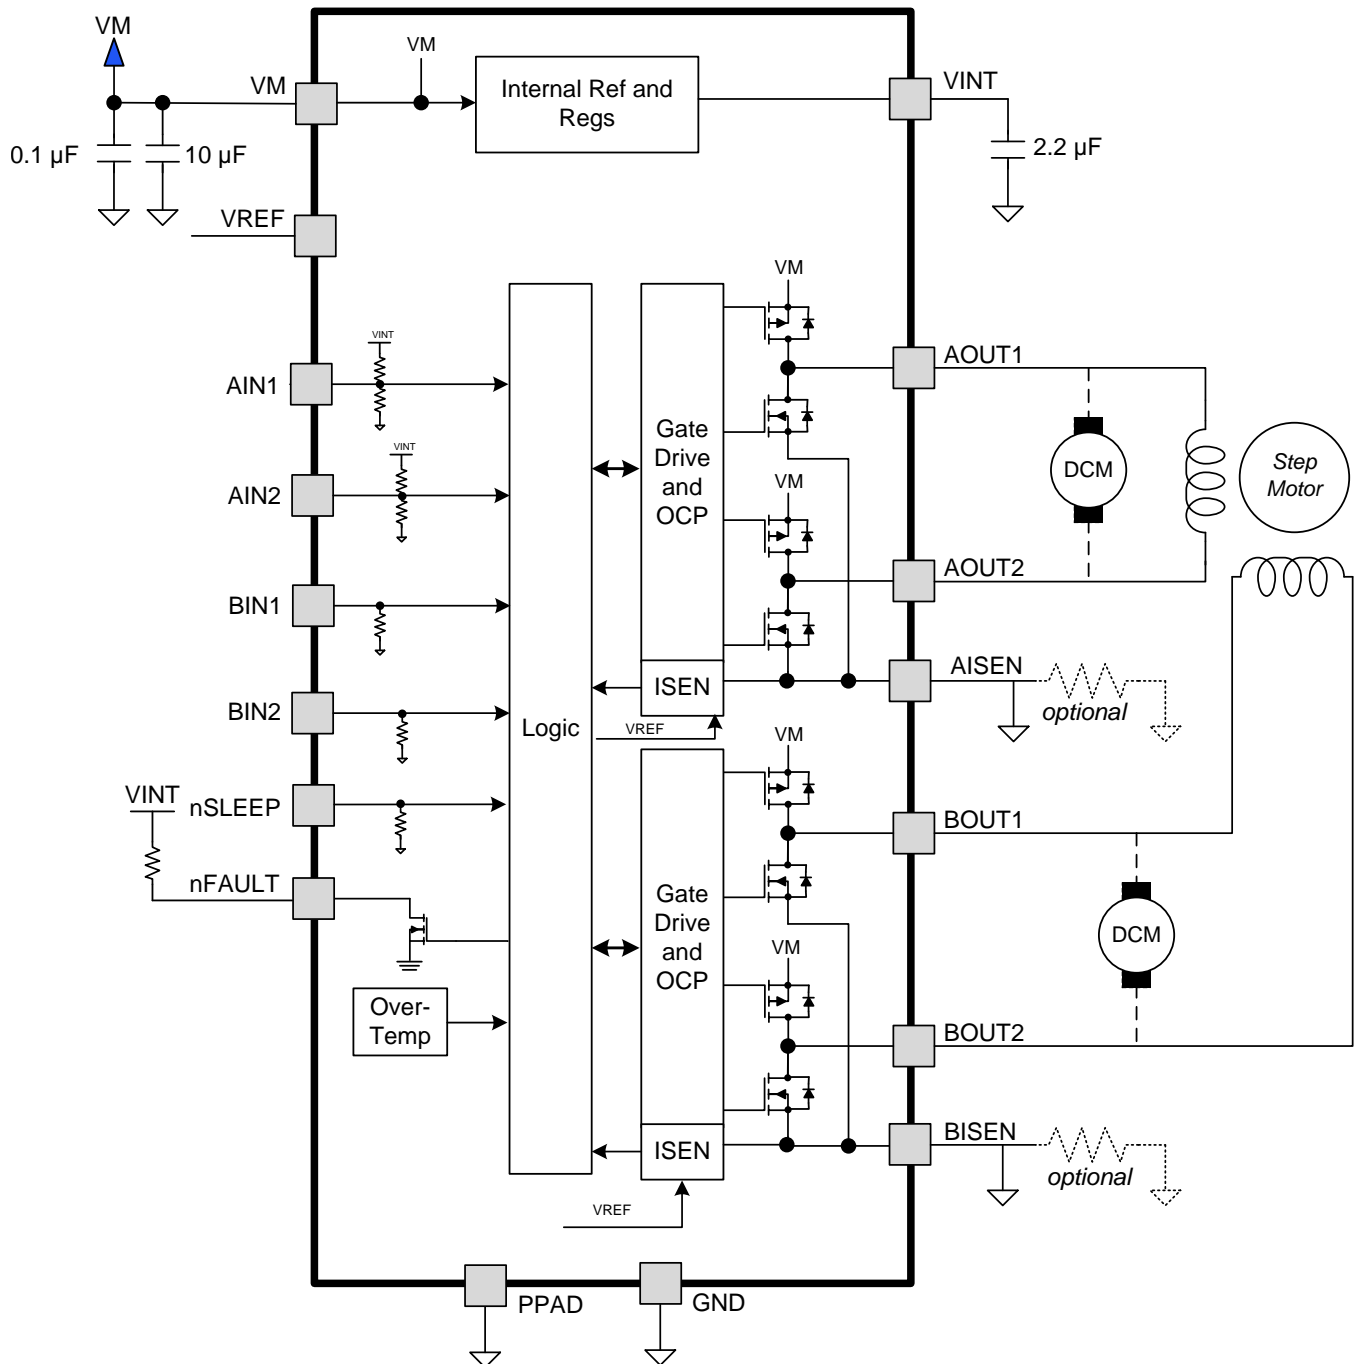 VM
VM
VM
Internal Ref and
Regs
VINT
0.1 µF
10 µF
2.2 µF
VREF
VM
VINT
AOUT1
AIN1
Gate
Drive
and
OCP
DCM
Step
Motor
VINT
AIN2
VM
AOUT2
BIN1
AISEN
ISEN
optional
BIN2
Logic
VREF
VM
VINT
nSLEEP
BOUT1
nFAULT
Gate
Drive
and
OCP
DCM
VM
Over-
Temp
BOUT2
BISEN
ISEN
optional
VREF
PPAD
GND